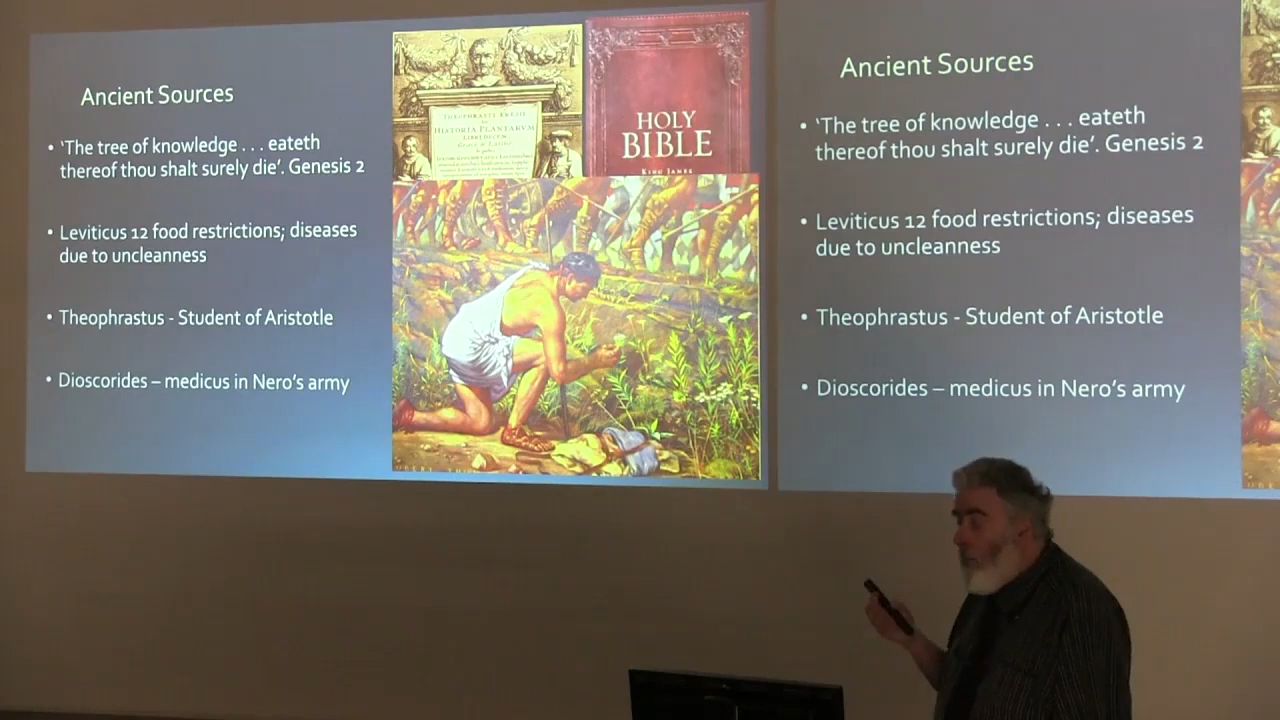 Ancient Sources
• 'The tree of knowledge . . . eateth
thereof thou shalt surely die'. Genesis 2
• Leviticus 12 food restrictions; diseases
due to uncleanness
• Theophrastus - Student of Aristotle
• Dioscorides – medicus in Nero's army
HISTORIA PLANTARVM
HOLY
BIBLE
KING JAMES
Ancient Sources
• 'The tree of knowledge . . . eateth
thereof thou shalt surely die'. Genesis 2
• Leviticus 12 food restrictions; diseases
due to uncleanness
• Theophrastus - Student of Aristotle
• Dioscorides – medicus in Nero's army